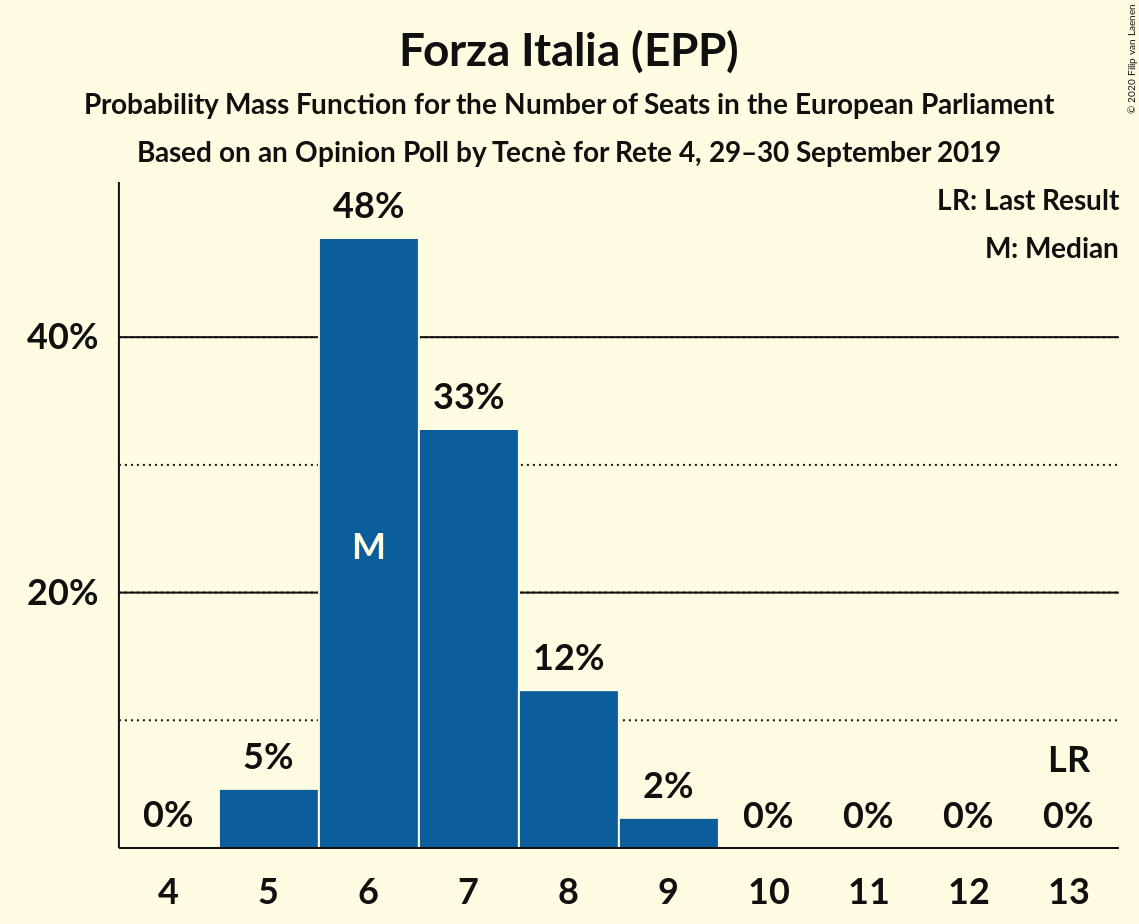 Forza Italia (EPP)
Probability Mass Function for the Number of Seats in the European Parliament
Based on an Opinion Poll by Tecnè for Rete 4, 29–30 September 2019
© 2020 Filip van Laenen
LR: Last Result
M: Median
48%
40%
33%
M
20%
12%
5%
2%
LR
0%
0%
0%
0%
0%
4 5 6 7 8 9 10 11 12 13